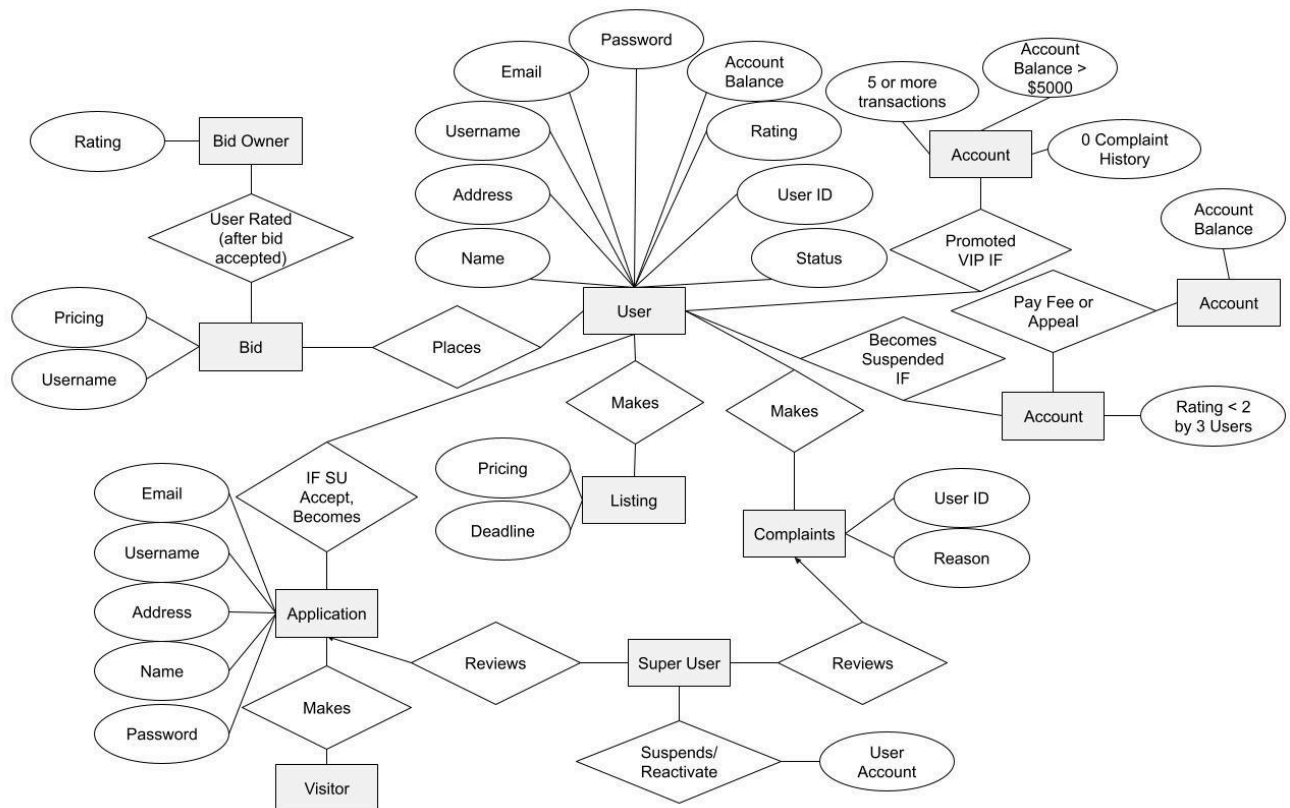 Password
Email
Account
Balance
Account
Balance >
$5000
5 or more
transactions
Username
Rating
Rating
Bid Owner
Account
0 Complaint
History
Address
User ID
User Rated
(after bid
accepted)
Account
Balance
Name
Status
Promoted
VIP IF
Pricing
User
Pay Fee or
Appeal
Account
Bid
Places
Becomes
Suspended
IF
Username
Makes
Makes
Account
Rating < 2
by 3 Users
Pricing
Email
IF SU
Accept,
Becomes
Listing
User ID
Deadline
Complaints
Username
Reason
Address
Application
Name
Reviews
Super User
Reviews
Makes
Password
Suspends/
Reactivate
User
Account
Visitor